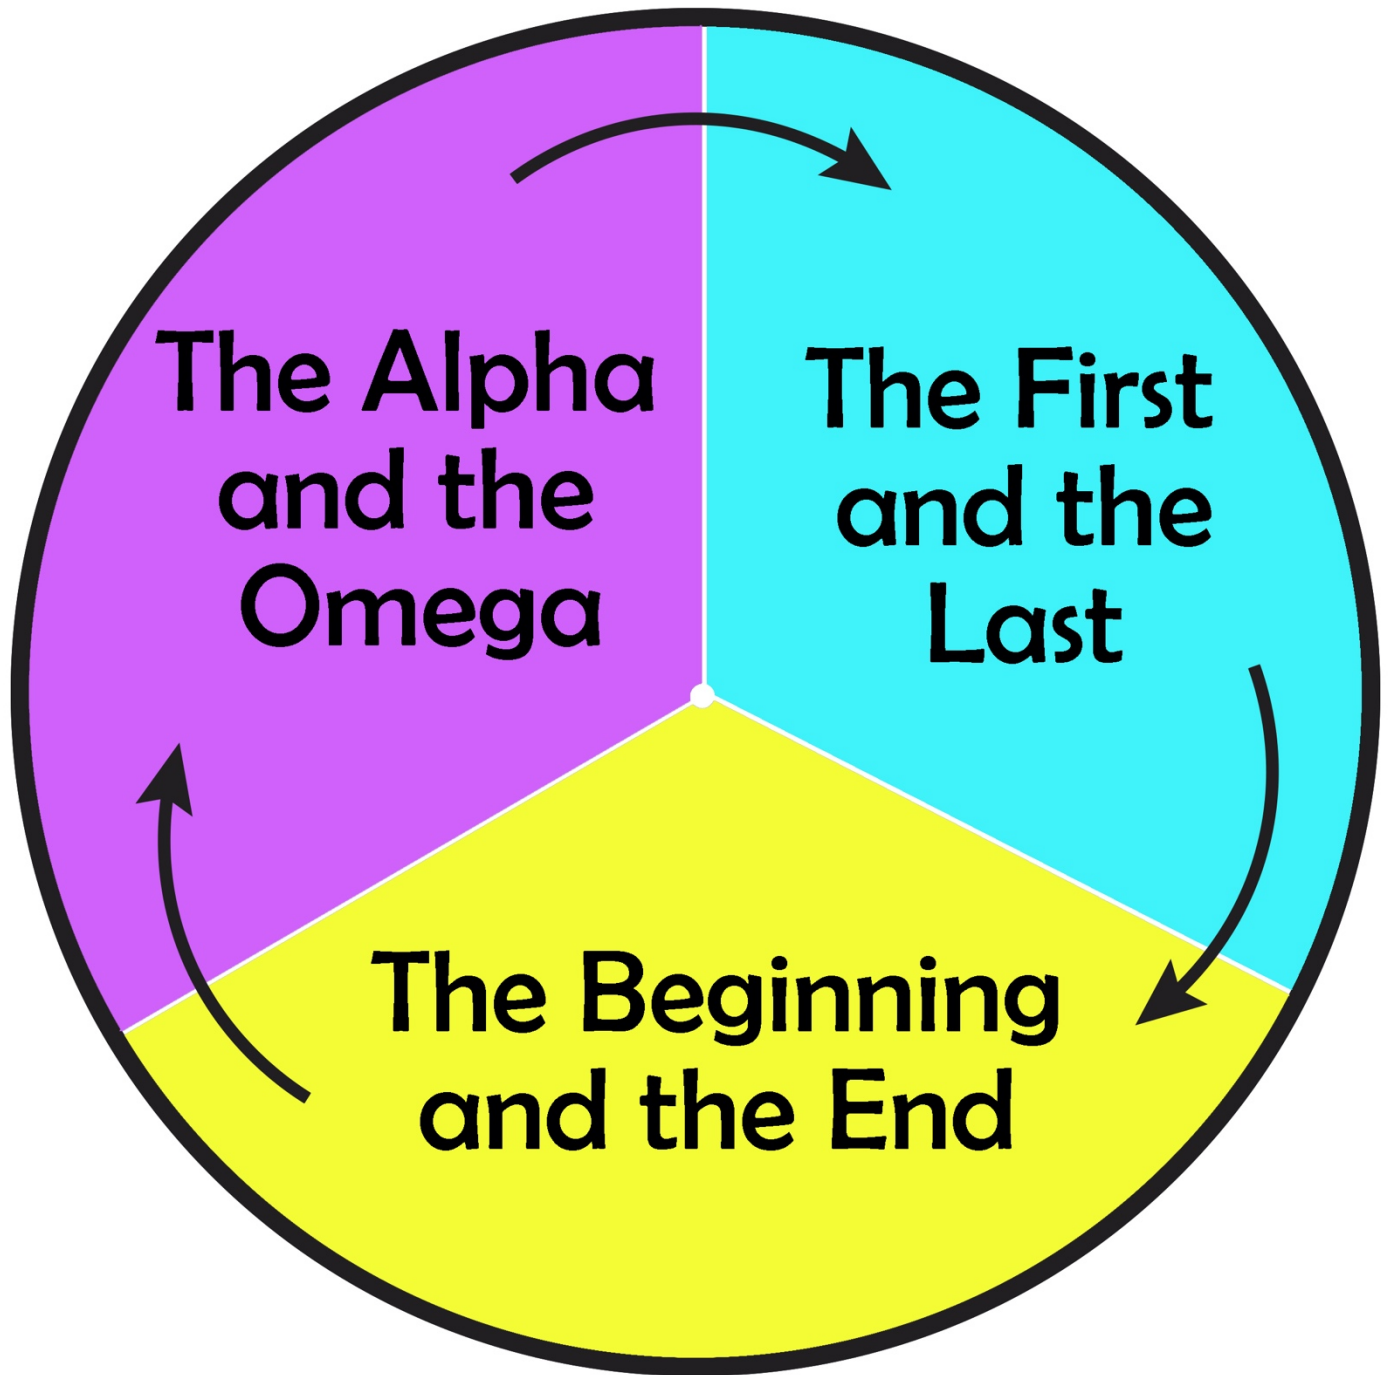 The Alpha
and the
Omega
The First
and the
Last
The Beginning
and the End